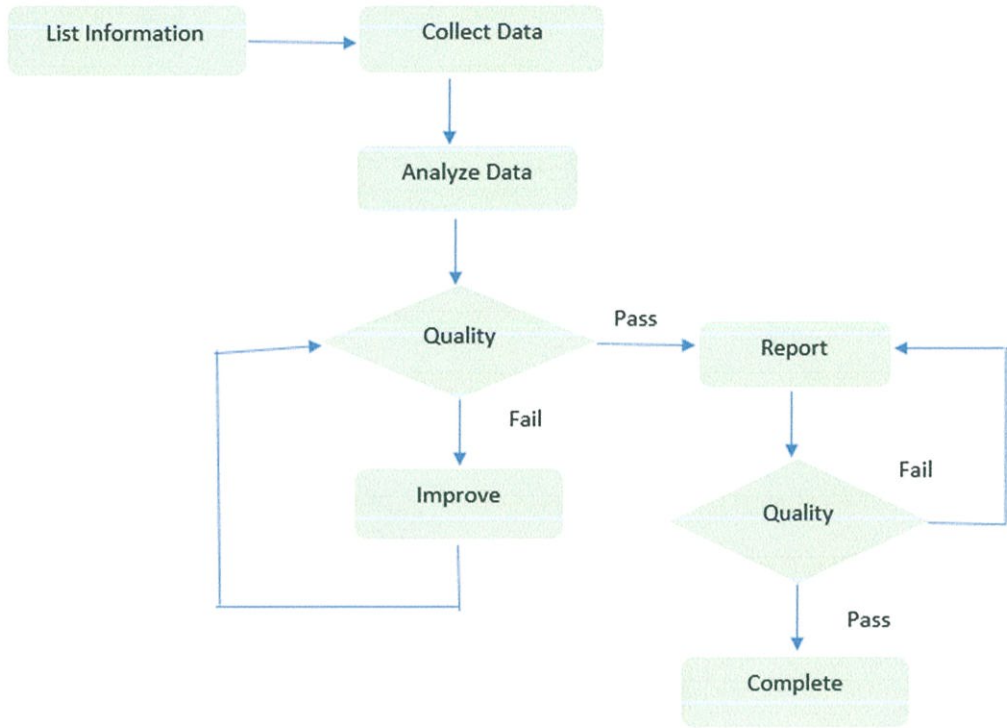 List Information
Collect Data
Analyze Data
Quality
Pass
Report
Fail
Improve
Fail
Quality
Pass
Complete